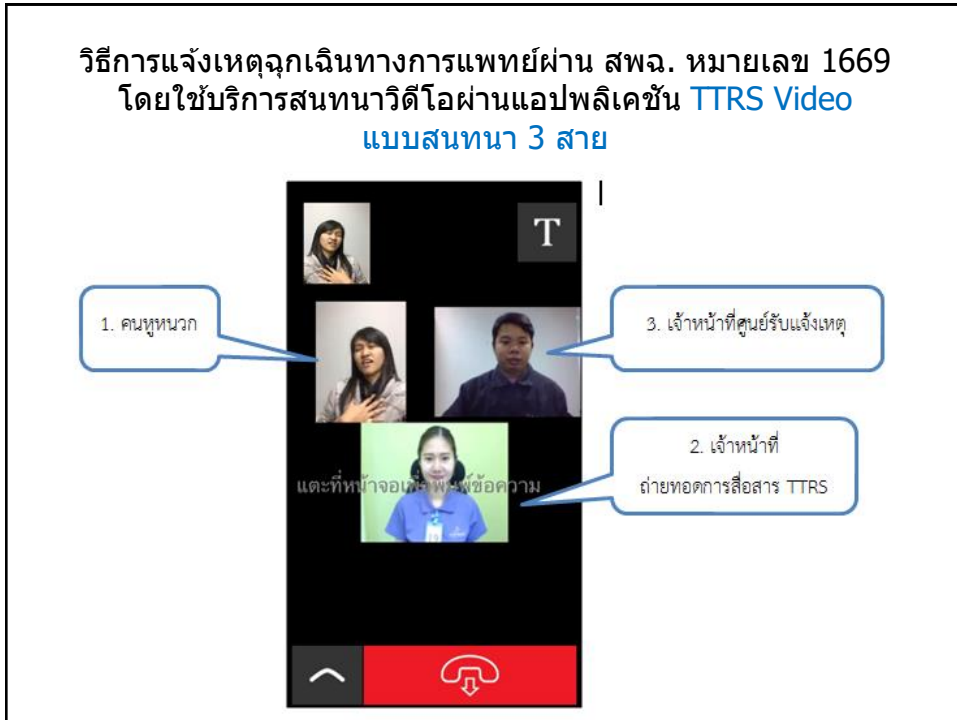 วิธีการแจ้งเหตุฉุกเฉินทางการแพทย์ผ่าน สพฉ. หมายเลข 1669
โดยใช้บริการสนทนาวิดีโอผ่านแอปพลิเคชัน TTRS Video
แบบสนทนา 3 สาย
T
1. คนหูหนวก
3. เจ้าหน้าที่ศูนย์รับแจ้งเหตุ
2. เจ้าหน้าที่
ถ่ายทอดการสื่อสาร TTRS
แตะที่หน้าจอเพื่อพิมพ์ข้อความ